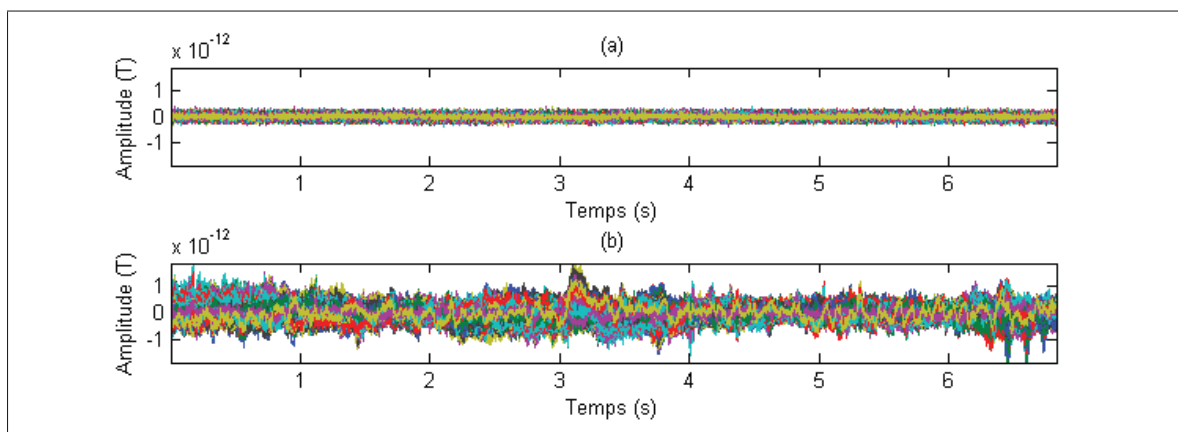 (a)
x 10^-12
Amplitude (T)
1
0
-1
1 2 3 4 5 6
Temps (s)
(b)
x 10^-12
Amplitude (T)
1
0
-1
1 2 3 4 5 6
Temps (s)